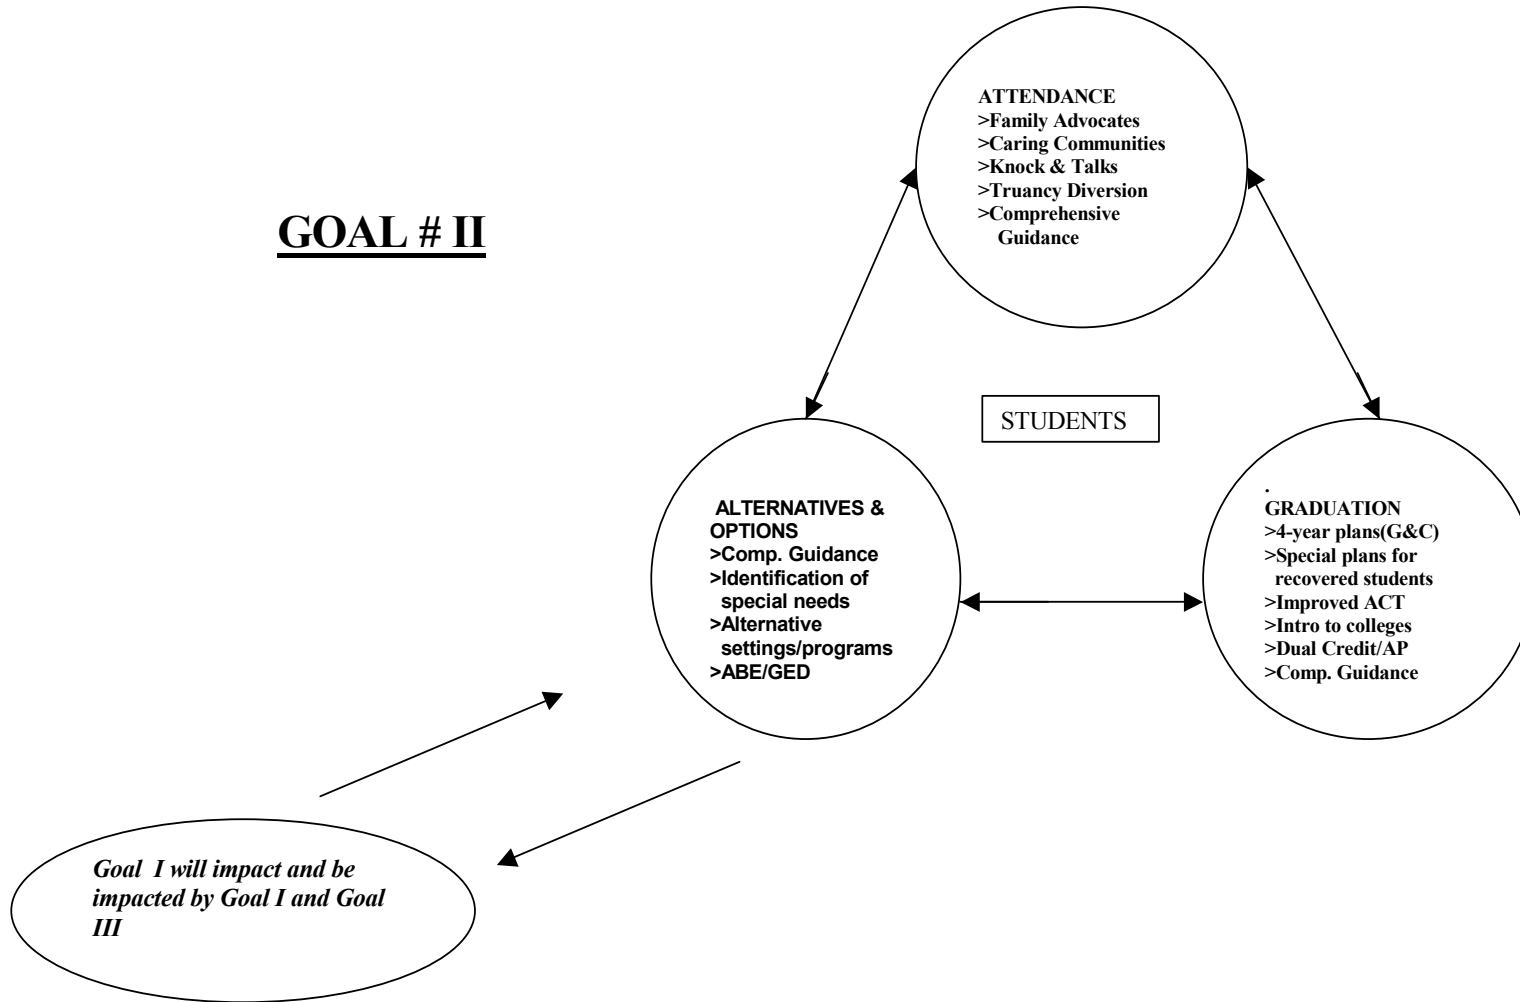 GOAL # II
ATTENDANCE
>Family Advocates
>Caring Communities
>Knock & Talks
>Truancy Diversion
>Comprehensive
Guidance
STUDENTS
ALTERNATIVES &
OPTIONS
>Comp. Guidance
>Identification of
special needs
>Alternative
settings/programs
>ABE/GED
.
GRADUATION
>4-year plans(G&C)
>Special plans for
recovered students
>Improved ACT
>Intro to colleges
>Dual Credit/AP
>Comp. Guidance
Goal I will impact and be
impacted by Goal I and Goal
III